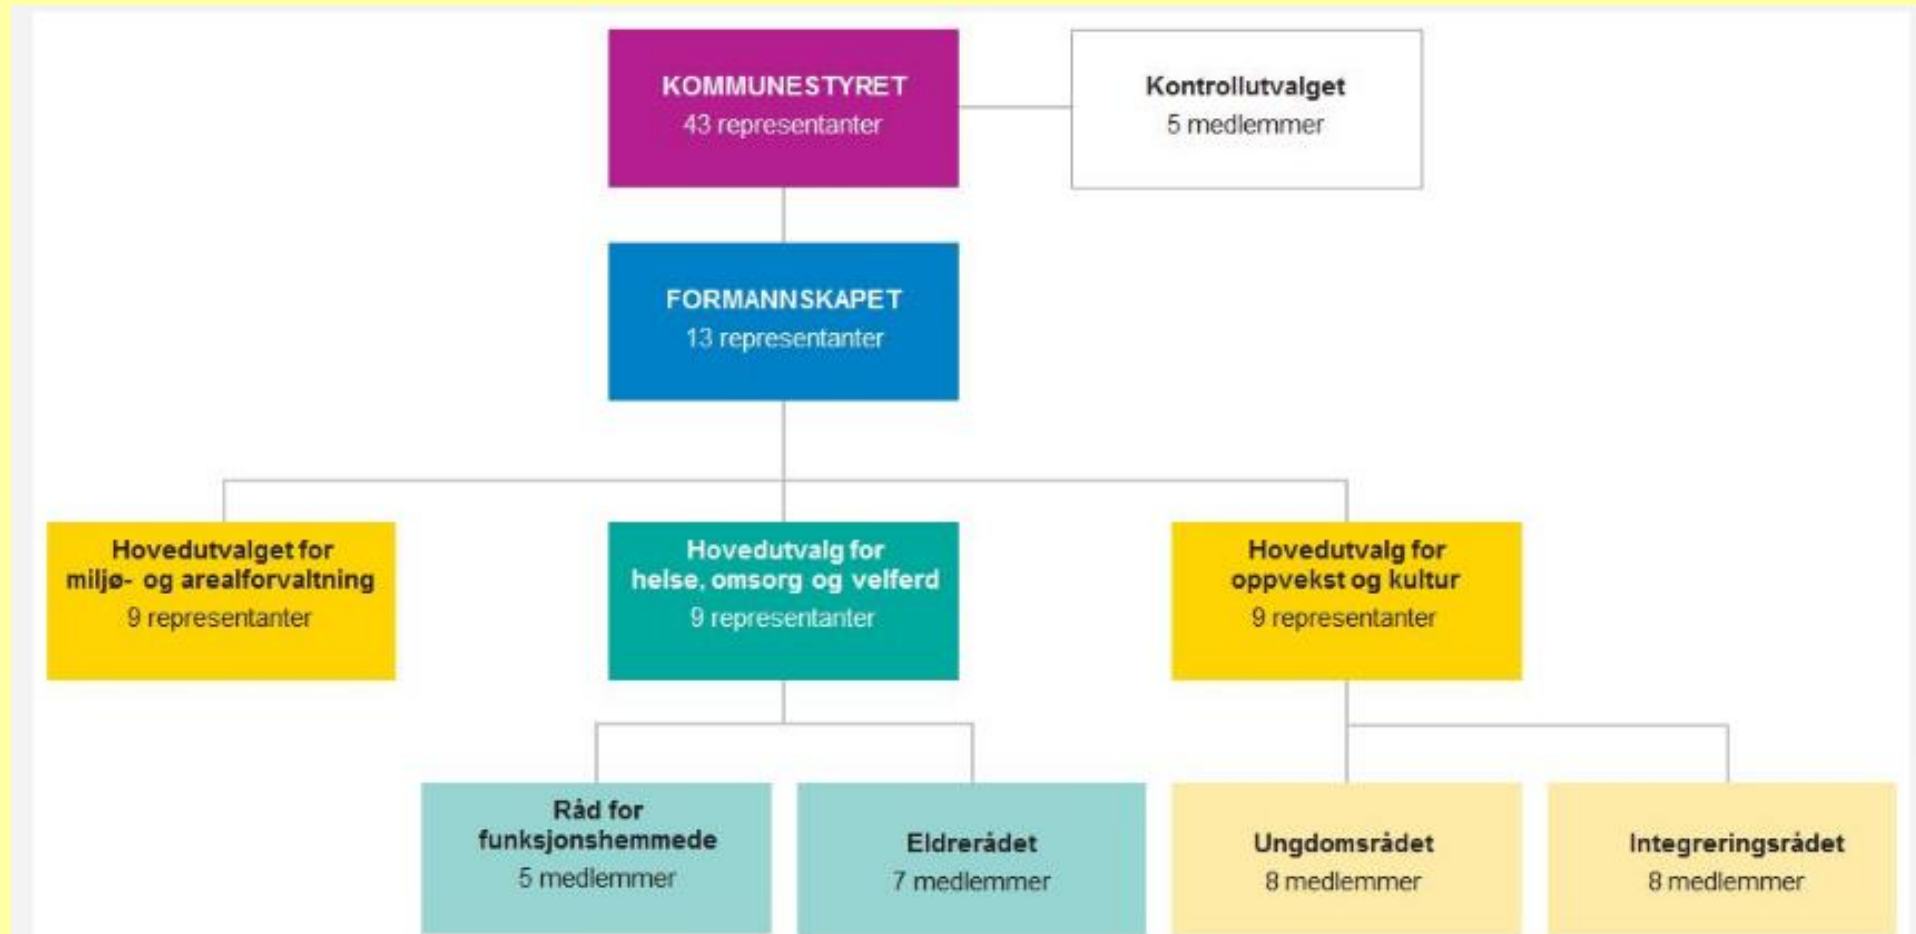 KOMMUNESTYRET
43 representanter
Kontrollutvalget
5 medlemmer
FORMANNSKAPET
13 representanter
Hovedutvalget for
miljø- og arealforvaltning
9 representanter
Hovedutvalg for
helse, omsorg og velferd
9 representanter
Hovedutvalg for
oppvekst og kultur
9 representanter
Råd for
funksjonshemmede
5 medlemmer
Eldrerådet
7 medlemmer
Ungdomsrådet
8 medlemmer
Integreringsrådet
8 medlemmer